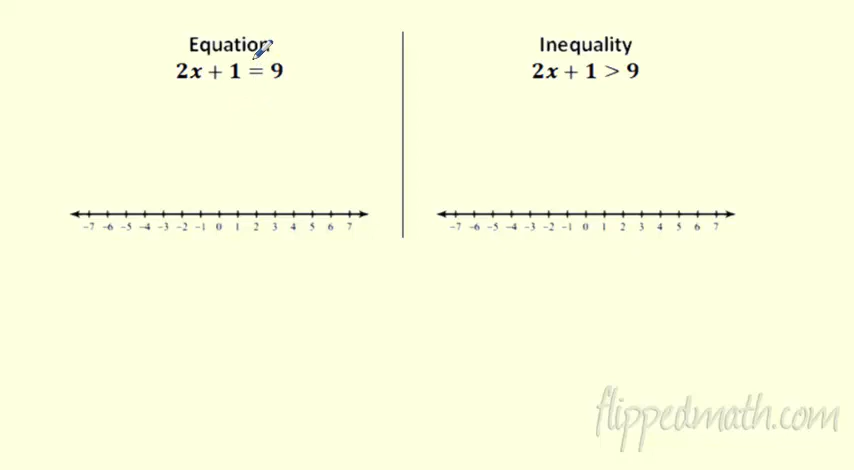 Equation
2x + 1 = 9
-7 -6 -5 -4 -3 -2 -1 0 1 2 3 4 5 6 7
Inequality
2x + 1 > 9
-7 -6 -5 -4 -3 -2 -1 0 1 2 3 4 5 6 7
flippedmath.com